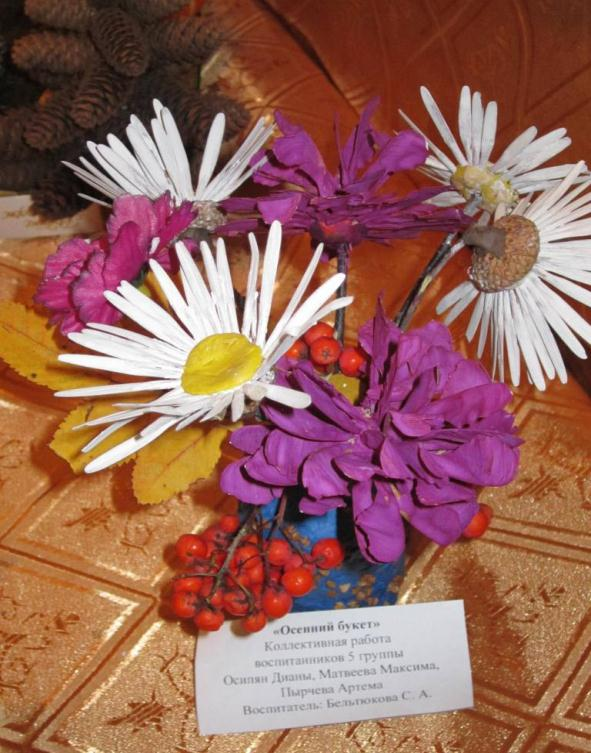 «Осенний букет»
Коллективная работа
воспитанников 5 группы
Осипян Дианы, Матвеева Максима,
Пырчева Артема
Воспитатель: Бельтюкова С. А.